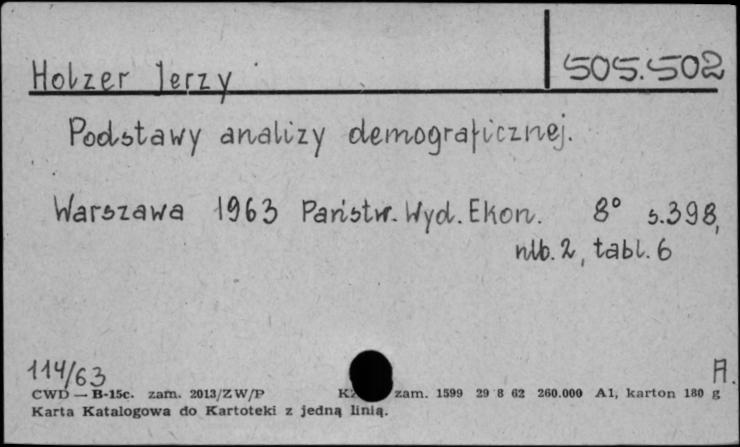 505.502
Holzer Jerzy
Podstawy analizy demograficznej.
Warszawa 1963 Państw. Wyd. Ekon. 8° s.398,
nlb. 2, tabl. 6
114/63 A.
CWD — B-15c. zam. 2013/ZW/P zam. 1599 29 8 62 260.000 A1, karton 180 g
Karta Katalogowa do Kartoteki z jedną linią.